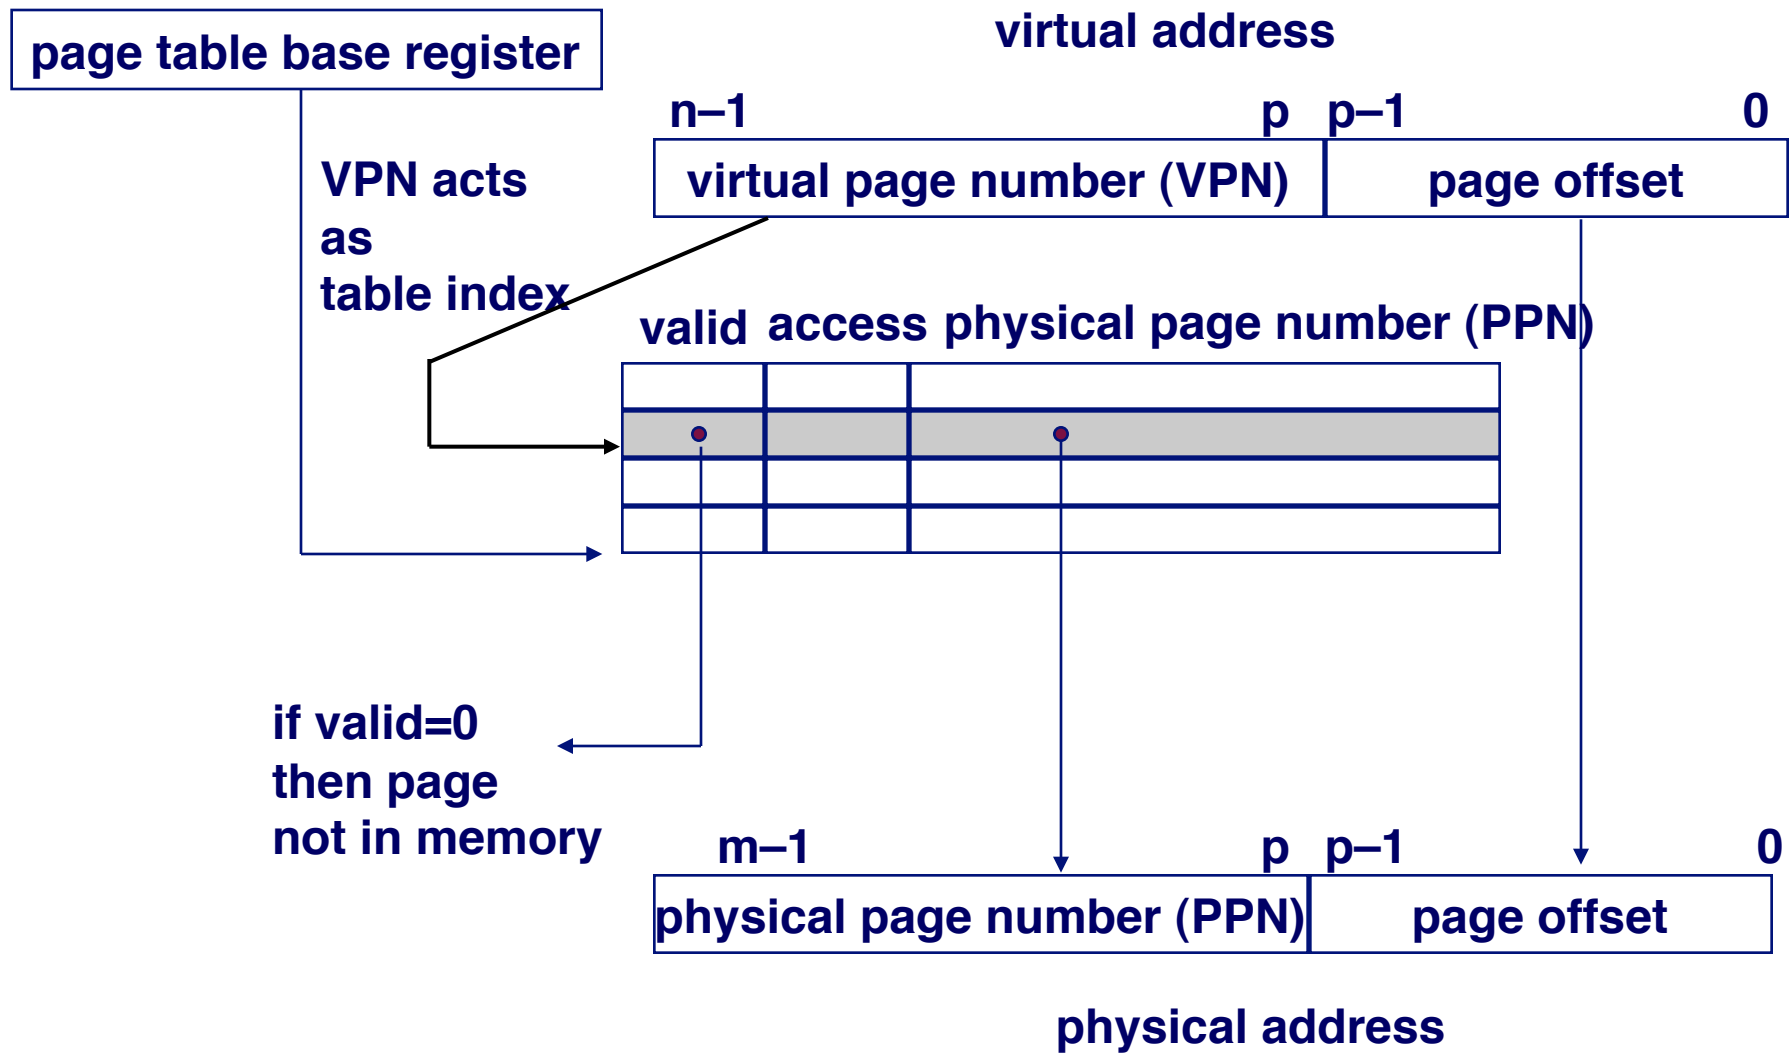 page table base register
virtual address
n–1 p p–1 0
virtual page number (VPN) page offset
VPN acts
as
table index
valid access physical page number (PPN)
if valid=0
then page
not in memory
m–1 p p–1 0
physical page number (PPN) page offset
physical address